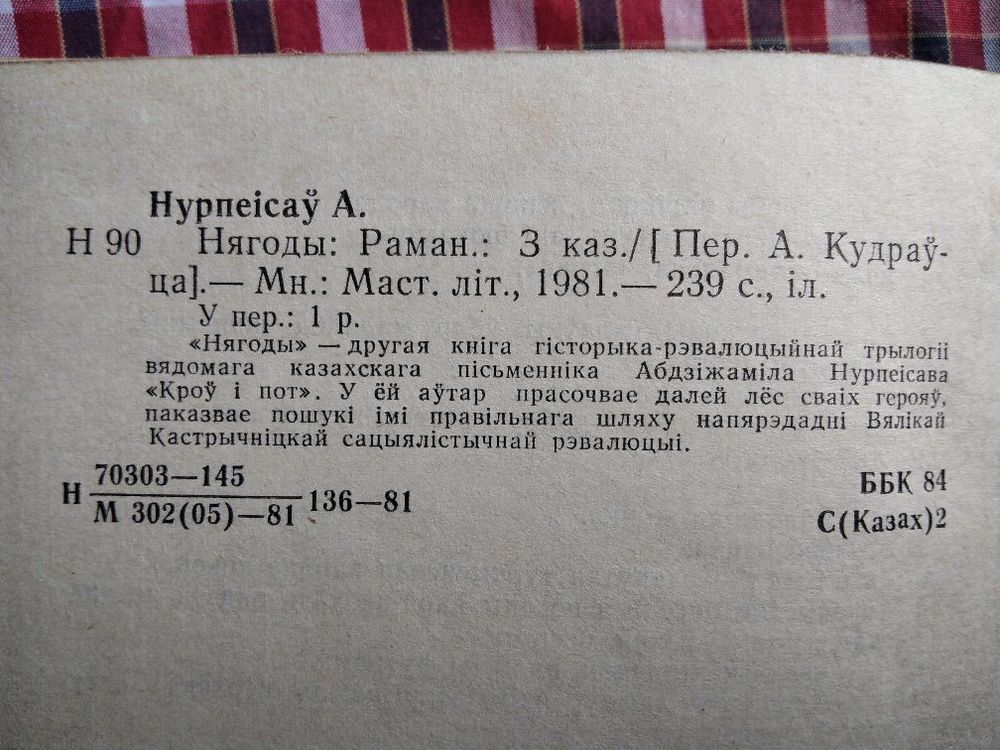 Нурпеісаў А.
Н 90 Нягоды: Раман.: З каз./[Пер. А. Кудраў-
ца].— Мн.: Маст. літ., 1981.— 239 с., іл.
У пер.: 1 р.
«Нягоды» — другая кніга гісторыка-рэвалюцыйнай трылогіі
вядомага казахскага пісьменніка Абдзіжаміла Нурпеісава
«Кроў і пот». У ёй аўтар прасочвае далей лёс сваіх герояў,
паказвае пошукі імі правільнага шляху напярэдадні Вялікай
Кастрычніцкай сацыялістычнай рэвалюцыі.
70303—145
Н 136—81
М 302(05)—81
ББК 84
С(Казах)2